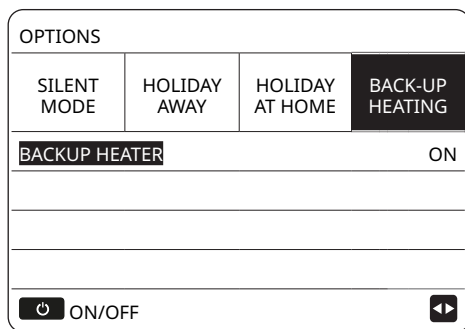 OPTIONS
SILENT MODE
HOLIDAY AWAY
HOLIDAY AT HOME
BACK-UP HEATING
BACKUP HEATER ON
ON/OFF